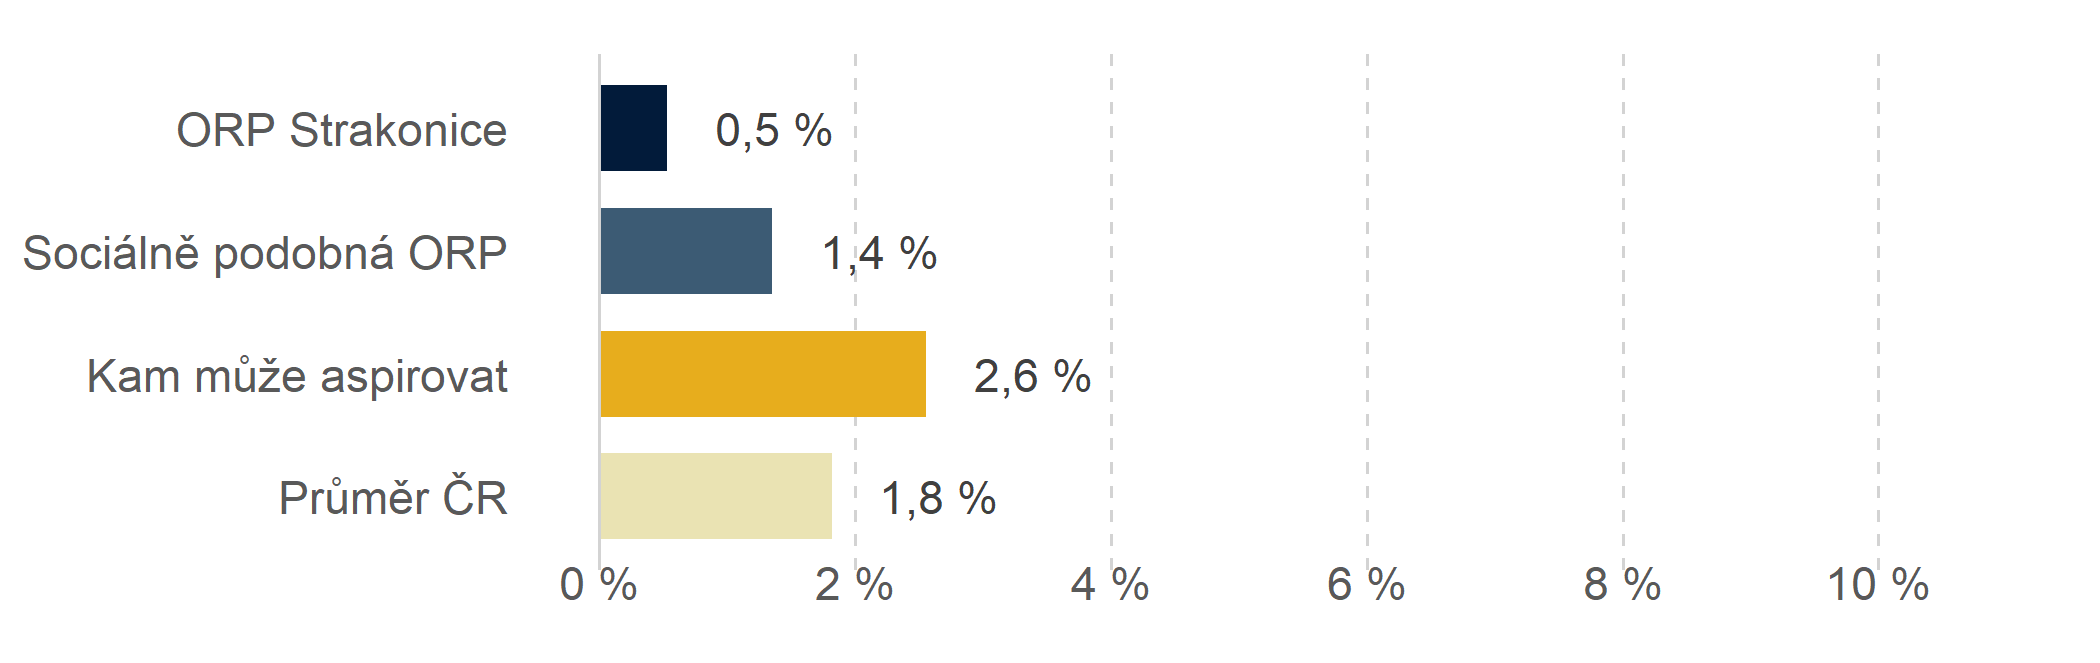 ORP Strakonice
0,5 %
Sociálně podobná ORP
1,4 %
Kam může aspirovat
2,6 %
Průměr ČR
1,8 %
0 %
2 %
4 %
6 %
8 %
10 %